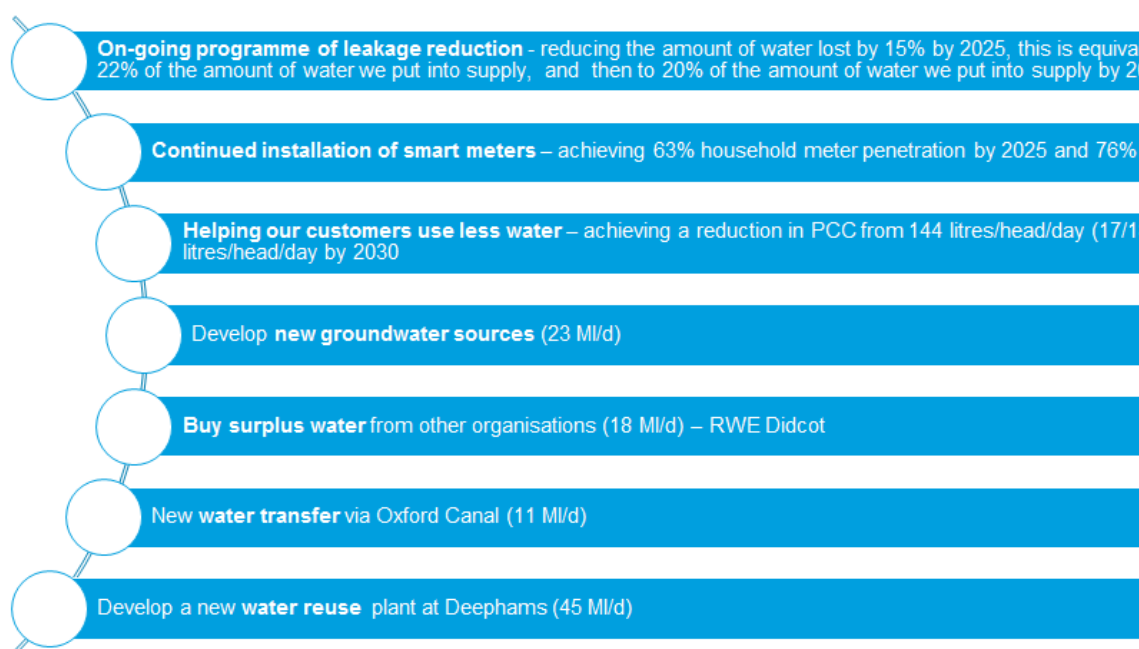 On-going programme of leakage reduction - reducing the amount of water lost by 15% by 2025, this is
22% of the amount of water we put into supply, and then to 20% of the amount of water we put into supply by
Continued installation of smart meters – achieving 63% household meter penetration by 2025 and 76%
Helping our customers use less water – achieving a reduction in PCC from 144 litres/head/day
litres/head/day by 2030
Develop new groundwater sources (23 Ml/d)
Buy surplus water from other organisations (18 Ml/d) – RWE Didcot
New water transfer via Oxford Canal (11 Ml/d)
Develop a new water reuse plant at Deephams (45 Ml/d)